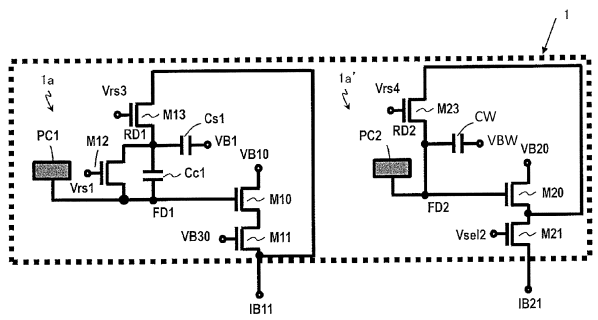 1
1a
1a'
Vrs3
M13
Cs1
RD1
VB1
PC1
M12
Vrs1
Cc1
VB10
M10
FD1
VB30
M11
IB11
Vrs4
M23
RD2
CW
VBW
PC2
VB20
M20
FD2
Vsel2
M21
IB21